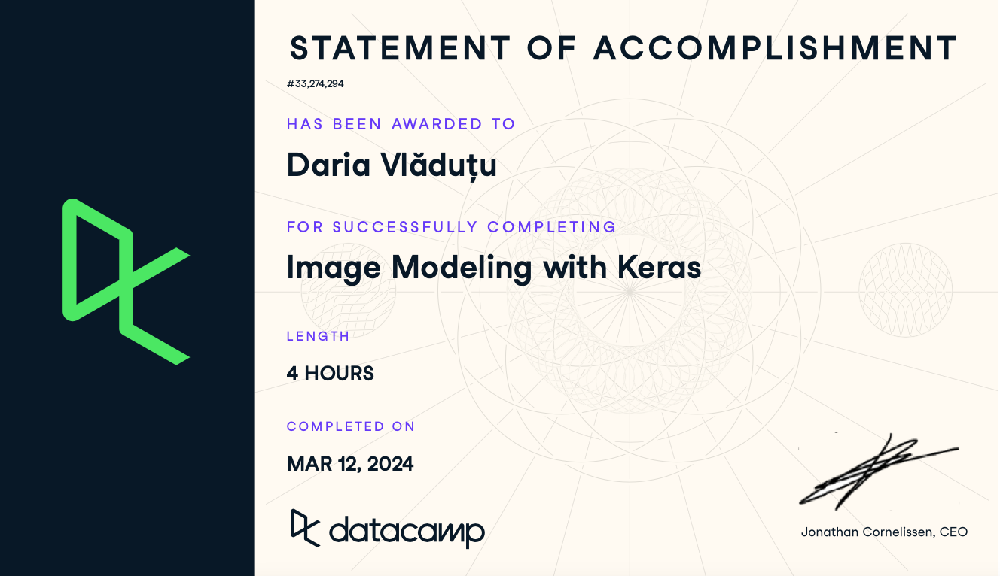 STATEMENT OF ACCOMPLISHMENT
#33,274,294
HAS BEEN AWARDED TO
Daria Vlăduțu
FOR SUCCESSFULLY COMPLETING
Image Modeling with Keras
LENGTH
4 HOURS
COMPLETED ON
MAR 12, 2024
datacamp
Jonathan Cornelissen, CEO